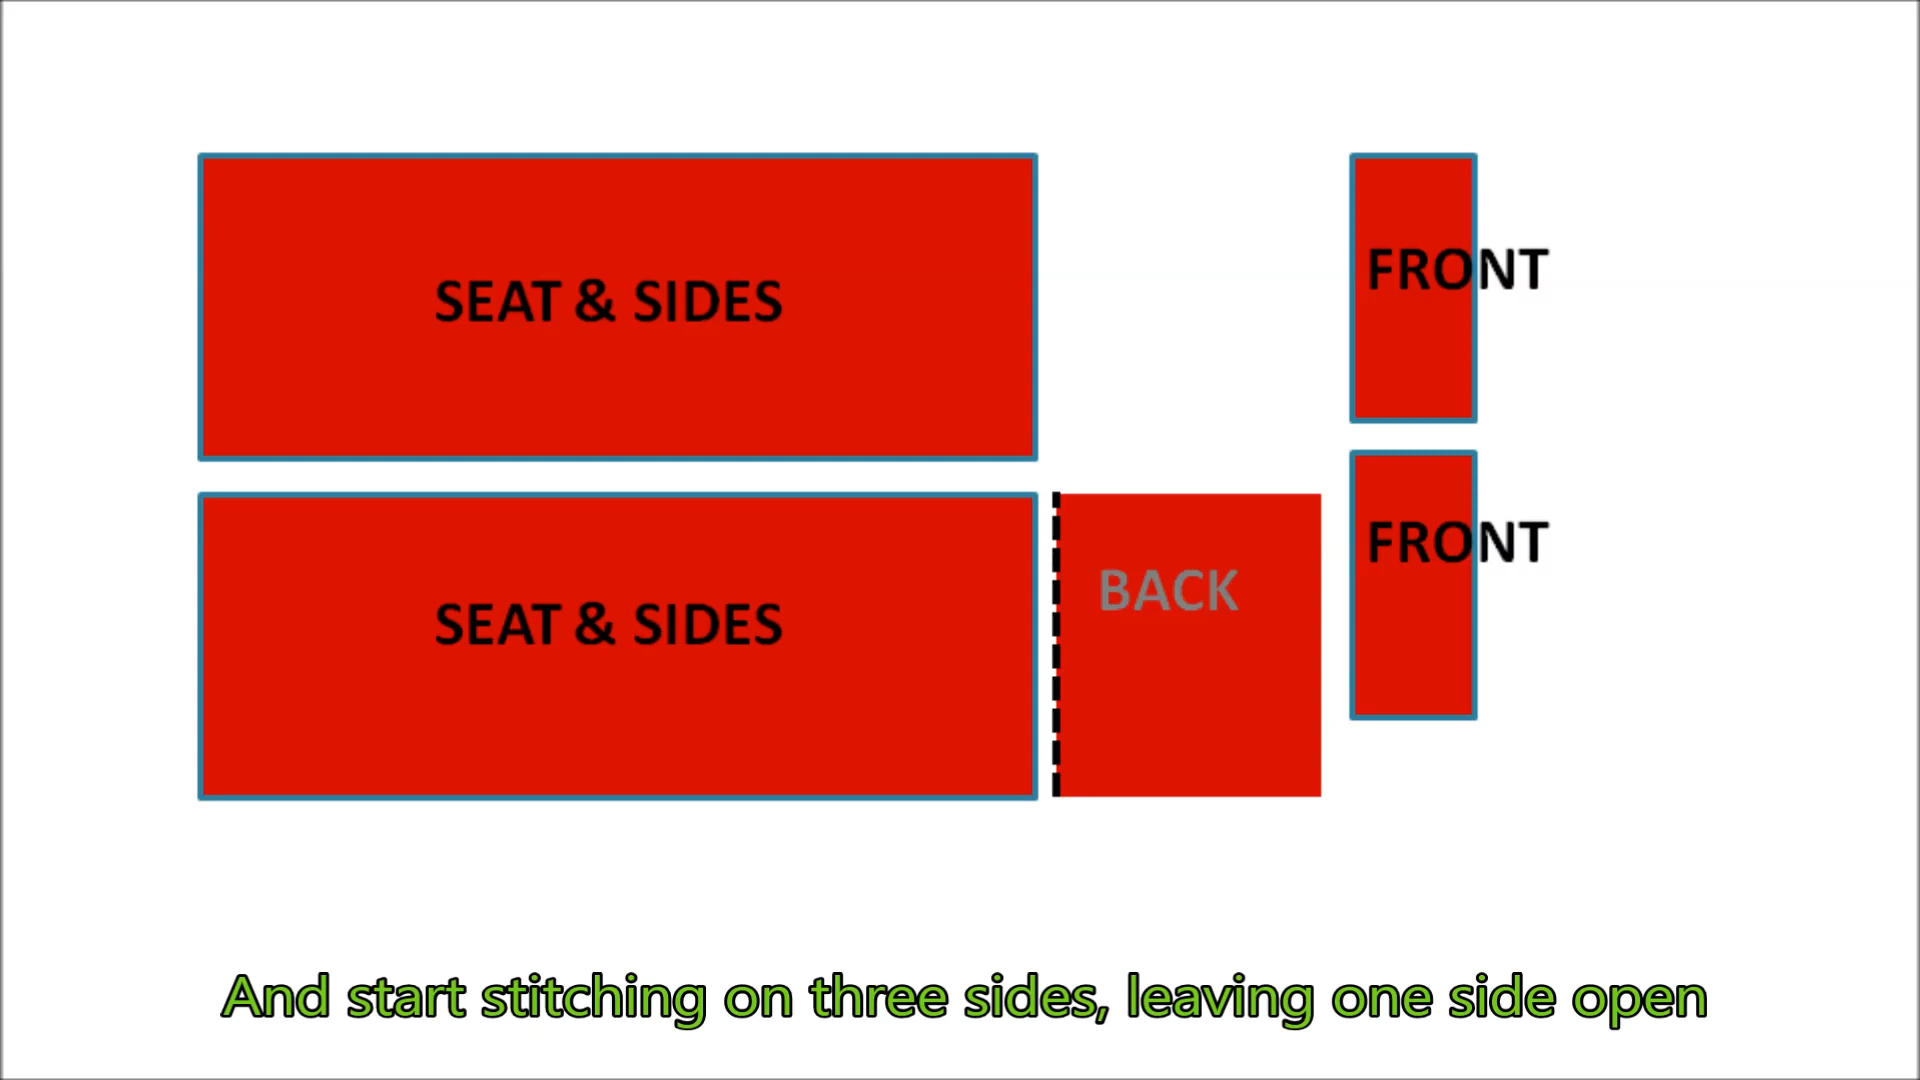 SEAT & SIDES
FRONT
SEAT & SIDES
BACK
FRONT
And start stitching on three sides, leaving one side open